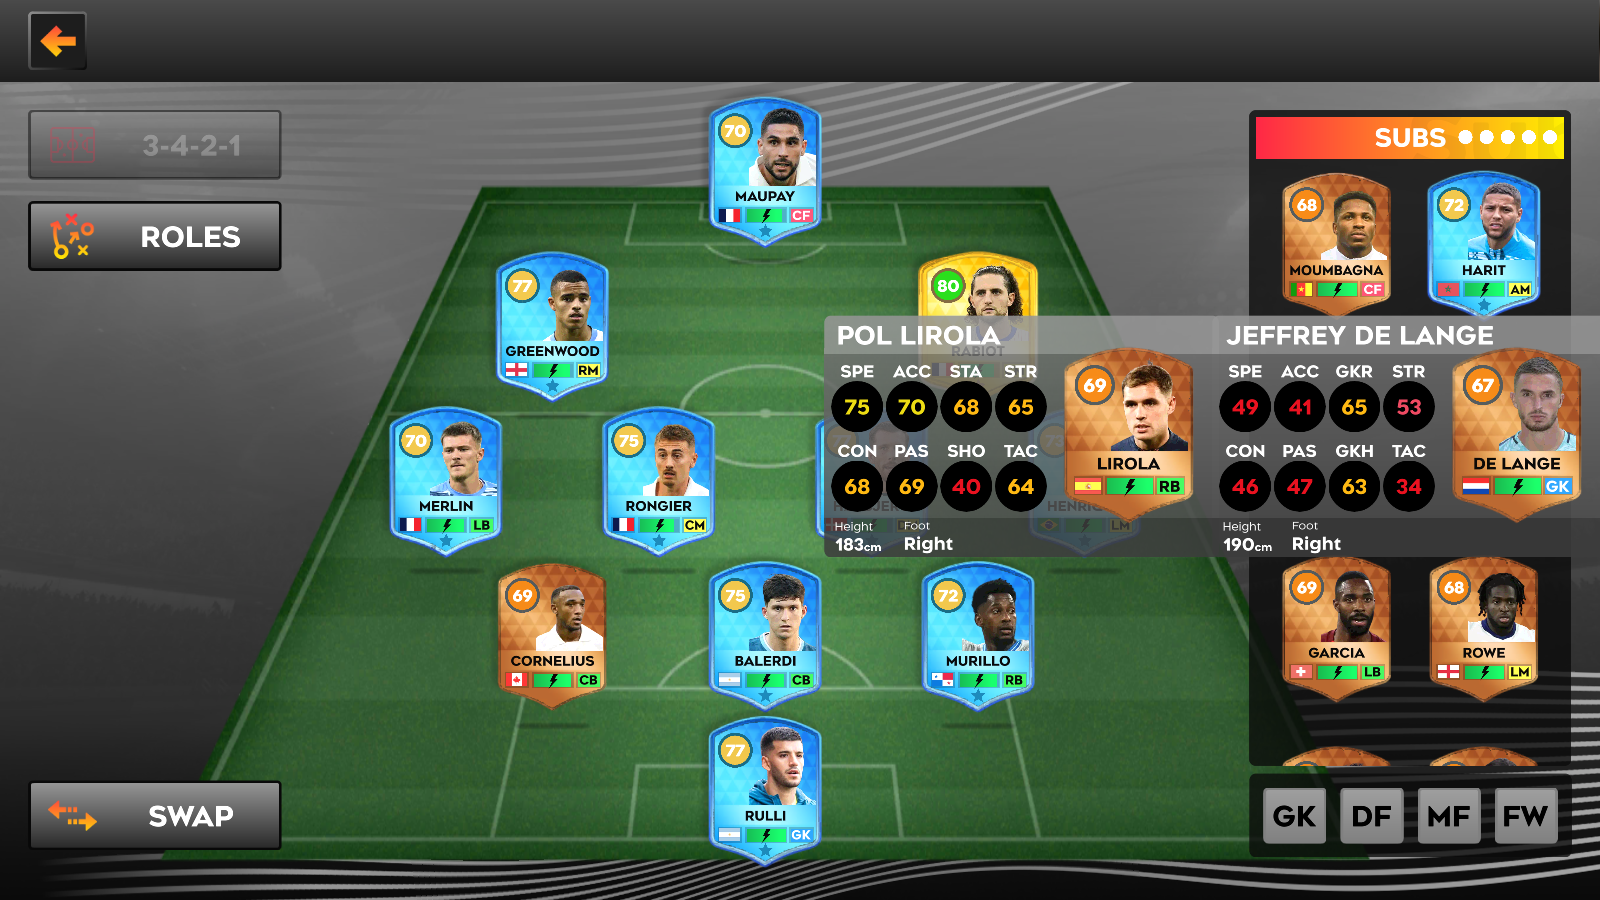 3-4-2-1
ROLES
SWAP
70
MAUPAY
CF
77
GREENWOOD
RM
80
RABIOT
70
MERLIN
LB
75
RONGIER
CM
69
CORNELIUS
CB
75
BALERDI
CB
72
MURILLO
RB
77
RULLI
GK
POL LIROLA
SPE ACC STA STR
75 70 68 65
CON PAS SHO TAC
68 69 40 64
Height Foot
183cm Right
69
LIROLA
RB
JEFFREY DE LANGE
SPE ACC GKR STR
49 41 65 53
CON PAS GKH TAC
46 47 63 34
Height Foot
190cm Right
67
DE LANGE
GK
LM
SUBS
68
MOUMBAGNA
CF
72
HARIT
AM
69
GARCIA
LB
68
ROWE
LM
GK DF MF FW